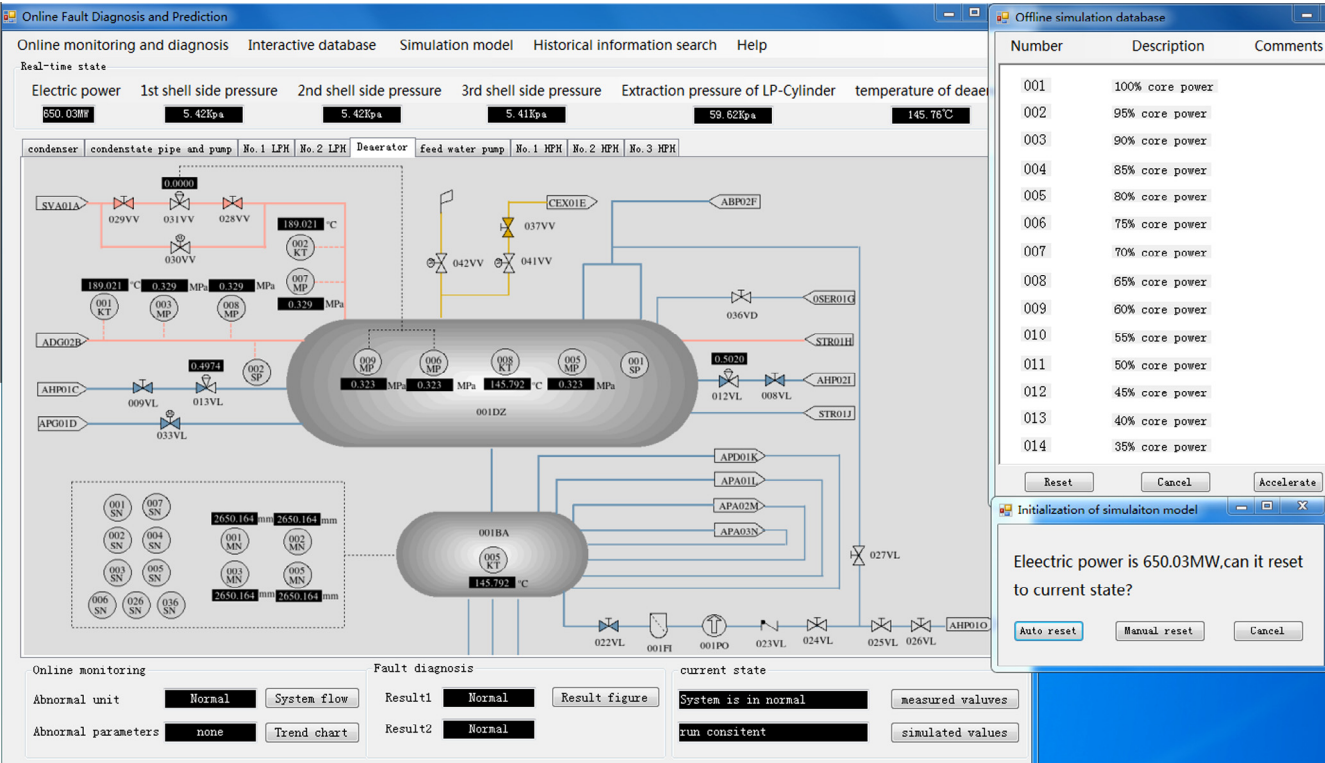 Online Fault Diagnosis and Prediction
Online monitoring and diagnosis Interactive database Simulation model Historical information search Help
Real-time state
Electric power 1st shell side pressure 2nd shell side pressure 3rd shell side pressure Extraction pressure of LP-Cylinder temperature of deaer
650.03MW 5.42Kpa 5.42Kpa 5.41Kpa 59.62Kpa 145.76℃
condenser condenstate pipe and pump No.1 LPH No.2 LPH Deaerator feed water pump No.1 HPH No.2 HPH No.3 HPH
0.0000
SVA01A
029VV 031VV 028VV
030VV
189.021 °C
002 KT
007 MP
0.329 MPa
189.021 °C 0.329 MPa 0.329 MPa
001 KT
003 MP
008 MP
ADG02B
002 SP
0.4974
AHP01C
009VL 013VL
APG01D
033VL
CEX01E
037VV
042VV 041VV
ABP02F
036VD
0SER01G
STR01H
0.5020
AHP02I
012VL 008VL
STR01J
009 MP
006 MP
008 KT
005 MP
001 SP
0.323 MPa 0.323 MPa 145.792 °C 0.323 MPa
001DZ
APD01K
APA01L
APA02M
APA03N
001BA
005 KT
145.792 °C
027VL
001 SN
007 SN
002 SN
004 SN
003 SN
005 SN
006 SN
026 SN
036 SN
2650.164 mm 2650.164 mm
001 MN
002 MN
003 MN
005 MN
2650.164 mm 2650.164 mm
022VL 001FI 001PO 023VL 024VL 025VL 026VL
AHP01O
Online monitoring
Abnormal unit Normal System flow
Abnormal parameters none Trend chart
Fault diagnosis
Result1 Normal Result figure
Result2 Normal
current state
System is in normal measured valuves
run consitent simulated values
Offline simulation database
Number Description Comments
001 100% core power
002 95% core power
003 90% core power
004 85% core power
005 80% core power
006 75% core power
007 70% core power
008 65% core power
009 60% core power
010 55% core power
011 50% core power
012 45% core power
013 40% core power
014 35% core power
Reset Cancel Accelerate
Initialization of simulaiton model
Eleectric power is 650.03MW,can it reset
to current state?
Auto reset Manual reset Cancel